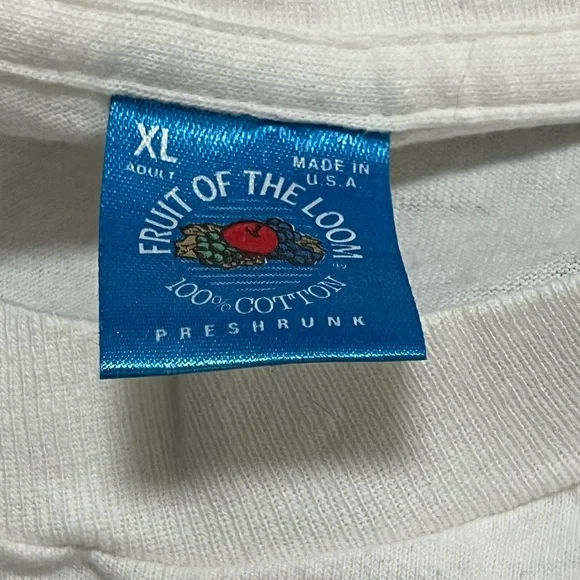 XL
ADULT
MADE IN
U.S.A.
FRUIT OF THE LOOM®
100% COTTON
PRESHRUNK